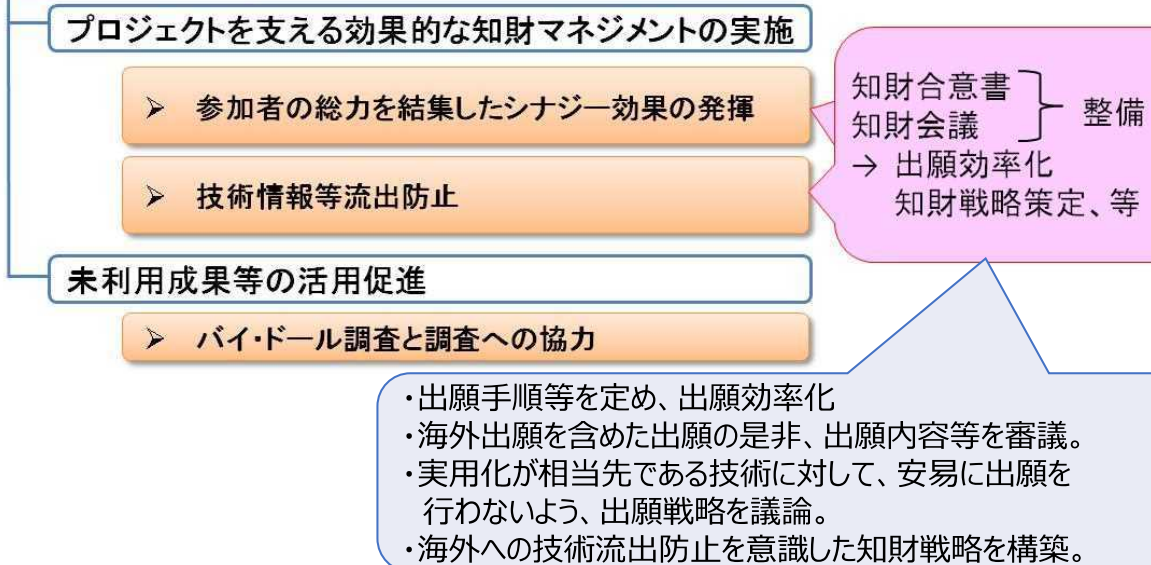 プロジェクトを支える効果的な知財マネジメントの実施
➢ 参加者の総力を結集したシナジー効果の発揮
➢ 技術情報等流出防止
知財合意書
知財会議
整備
→ 出願効率化
知財戦略策定、等
未利用成果等の活用促進
➢ バイ・ドール調査と調査への協力
・出願手順等を定め、出願効率化
・海外出願を含めた出願の是非、出願内容等を審議。
・実用化が相当先である技術に対して、安易に出願を
行わないよう、出願戦略を議論。
・海外への技術流出防止を意識した知財戦略を構築。